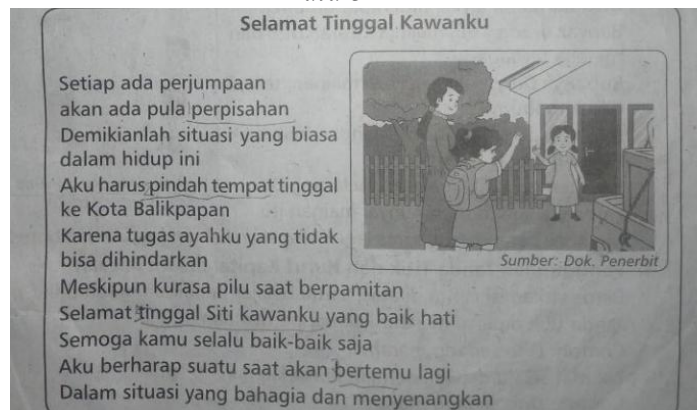 Selamat Tinggal Kawanku
Setiap ada perjumpaan
akan ada pula perpisahan
Demikianlah situasi yang biasa
dalam hidup ini
Aku harus pindah tempat tinggal
ke Kota Balikpapan
Karena tugas ayahku yang tidak
bisa dihindarkan
Sumber: Dok. Penerbit
Meskipun kurasa pilu saat berpamitan
Selamat tinggal Siti kawanku yang baik hati
Semoga kamu selalu baik-baik saja
Aku berharap suatu saat akan bertemu lagi
Dalam situasi yang bahagia dan menyenangkan